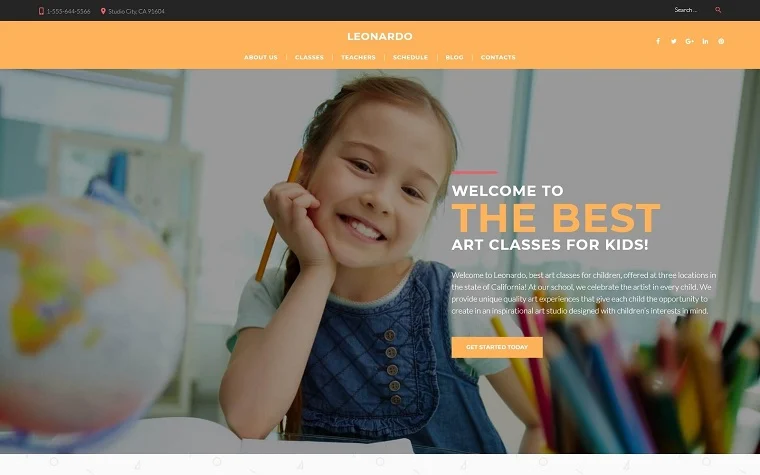 1-555-644-5566 Studio City, CA 91604 Search ...
LEONARDO
ABOUT US CLASSES TEACHERS SCHEDULE BLOG CONTACTS
WELCOME TO
THE BEST
ART CLASSES FOR KIDS!
Welcome to Leonardo, best art classes for children, offered at three locations in
the state of California! At our school, we celebrate the artist in every child. We
provide unique quality art experiences that give each child the opportunity to
create in an inspirational art studio designed with children's interests in mind.
GET STARTED TODAY